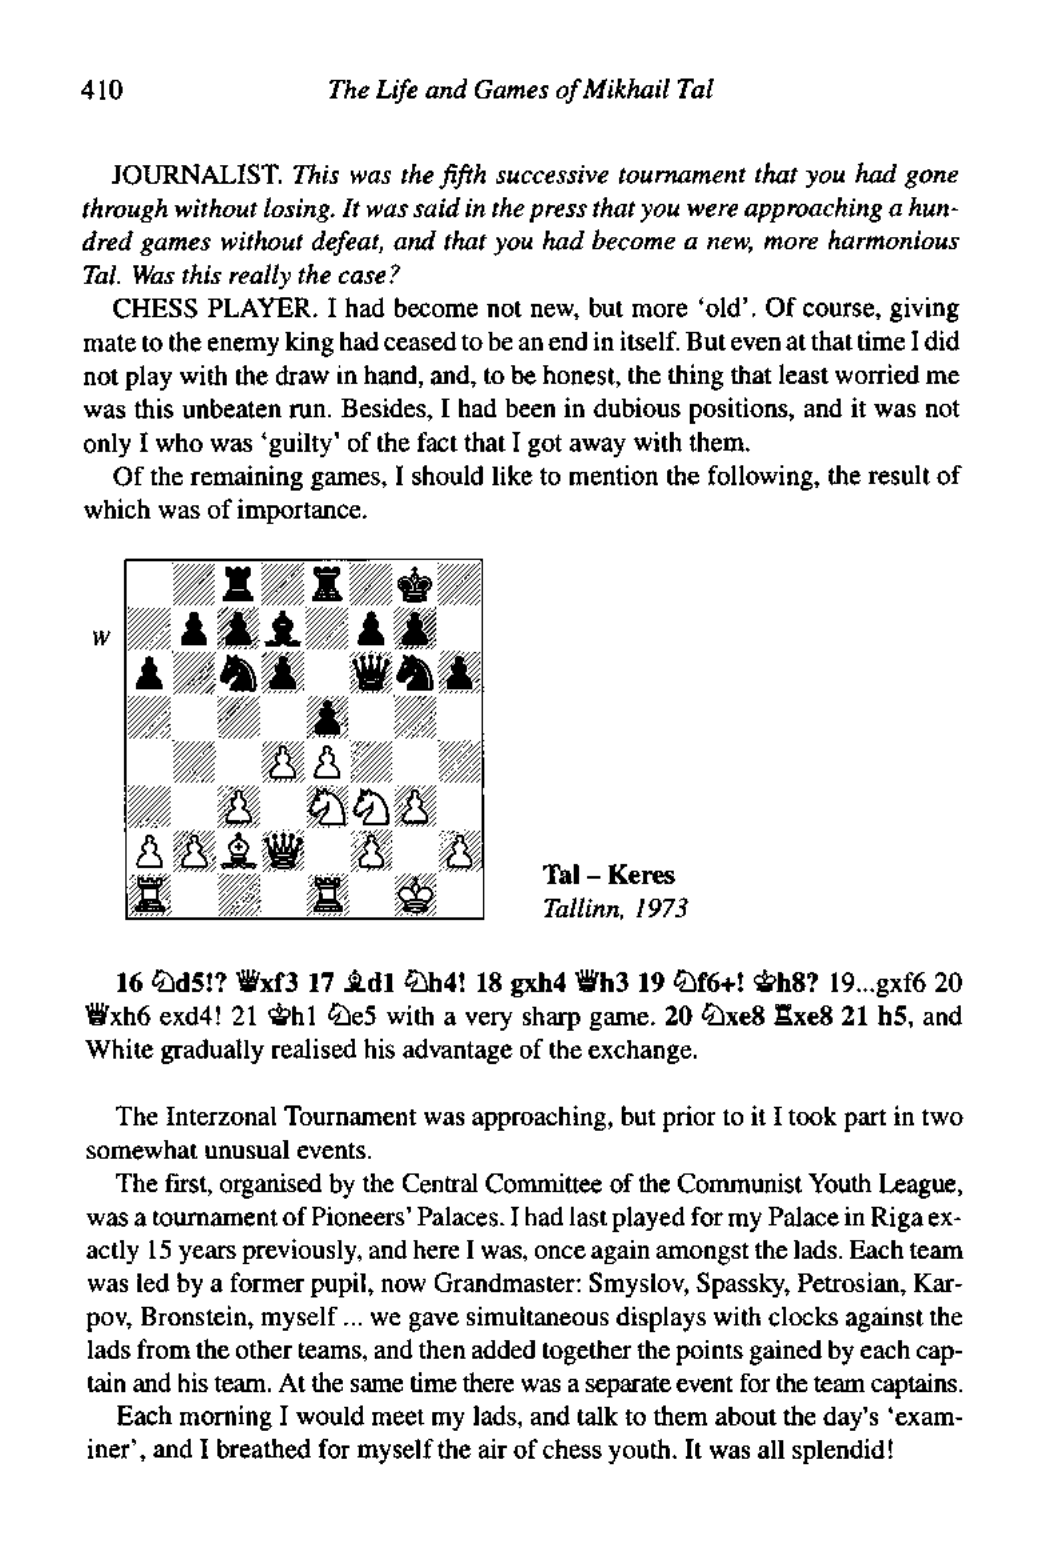 410 The Life and Games of Mikhail Tal
JOURNALIST. This was the fifth successive tournament that you had gone
through without losing. It was said in the press that you were approaching a hun-
dred games without defeat, and that you had become a new, more harmonious
Tal. Was this really the case?
CHESS PLAYER. I had become not new, but more ‘old’. Of course, giving
mate to the enemy king had ceased to be an end in itself. But even at that time I did
not play with the draw in hand, and, to be honest, the thing that least worried me
was this unbeaten run. Besides, I had been in dubious positions, and it was not
only I who was ‘guilty’ of the fact that I got away with them.
Of the remaining games, I should like to mention the following, the result of
which was of importance.
W
Tal – Keres
Tallinn, 1973
16 ♘d5!? ♕xf3 17 ♗d1 ♘h4! 18 gxh4 ♕h3 19 ♘f6+! ♔h8? 19...gxf6 20
♕xh6 exd4! 21 ♔h1 ♘e5 with a very sharp game. 20 ♘xe8 ♖xe8 21 h5, and
White gradually realised his advantage of the exchange.
The Interzonal Tournament was approaching, but prior to it I took part in two
somewhat unusual events.
The first, organised by the Central Committee of the Communist Youth League,
was a tournament of Pioneers’ Palaces. I had last played for my Palace in Riga ex-
actly 15 years previously, and here I was, once again amongst the lads. Each team
was led by a former pupil, now Grandmaster: Smyslov, Spassky, Petrosian, Kar-
pov, Bronstein, myself ... we gave simultaneous displays with clocks against the
lads from the other teams, and then added together the points gained by each cap-
tain and his team. At the same time there was a separate event for the team captains.
Each morning I would meet my lads, and talk to them about the day’s ‘exam-
iner’, and I breathed for myself the air of chess youth. It was all splendid!